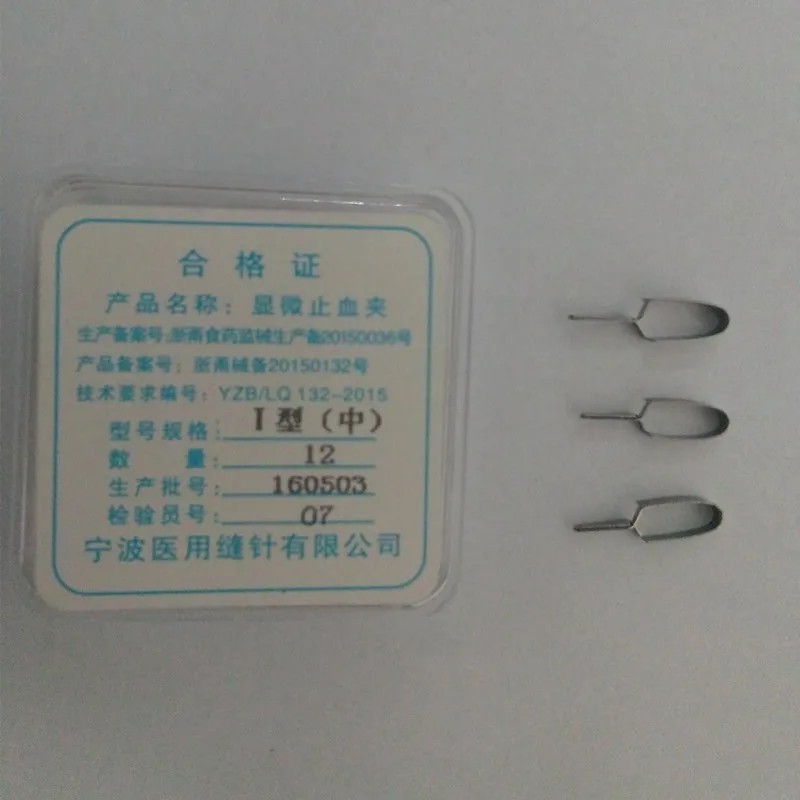 合格证
产品名称：显微止血夹
生产备案号:浙甬食药监械生产备20150036号
产品备案号：浙甬械备20150132号
技术要求编号：YZB/LQ 132-2015
型号规格：I型（中）
数 量：12
生产批号：160503
检验员号：07
宁波医用缝针有限公司